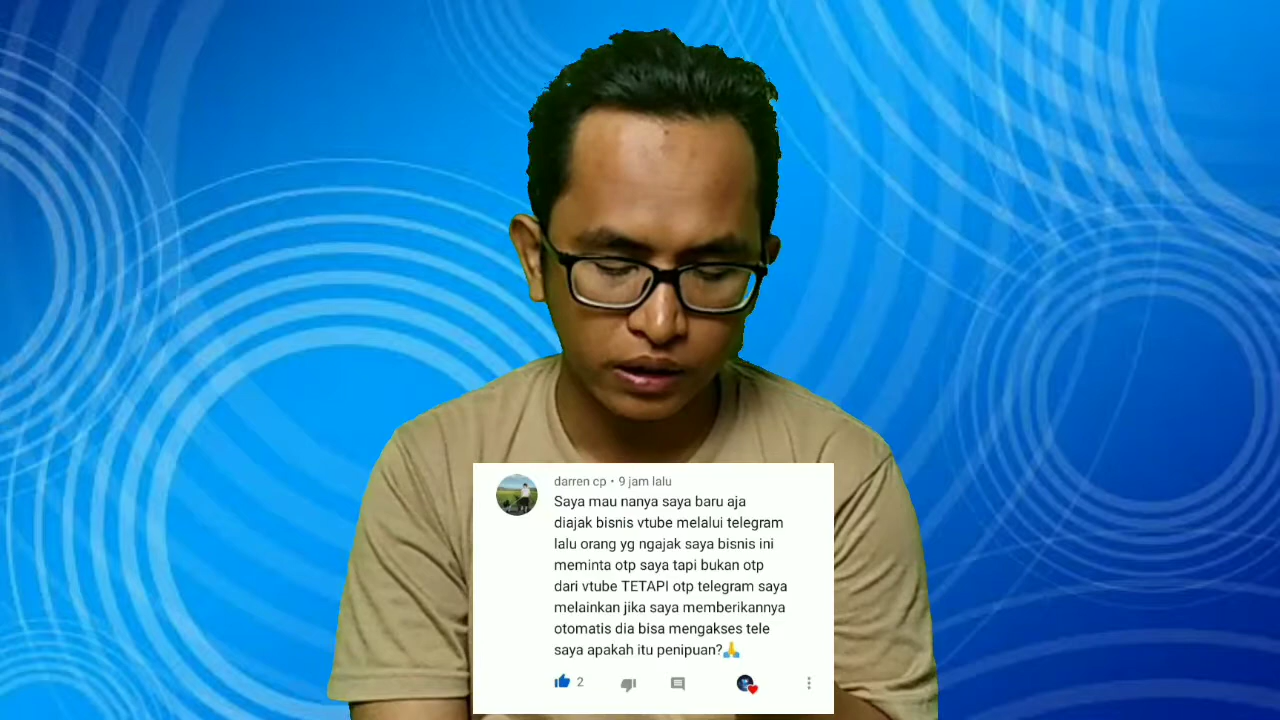 darren cp • 9 jam lalu
Saya mau nanya saya baru aja
diajak bisnis vtube melalui telegram
lalu orang yg ngajak saya bisnis ini
meminta otp saya tapi bukan otp
dari vtube TETAPI otp telegram saya
melainkan jika saya memberikannya
otomatis dia bisa mengakses tele
saya apakah itu penipuan?🙏
2